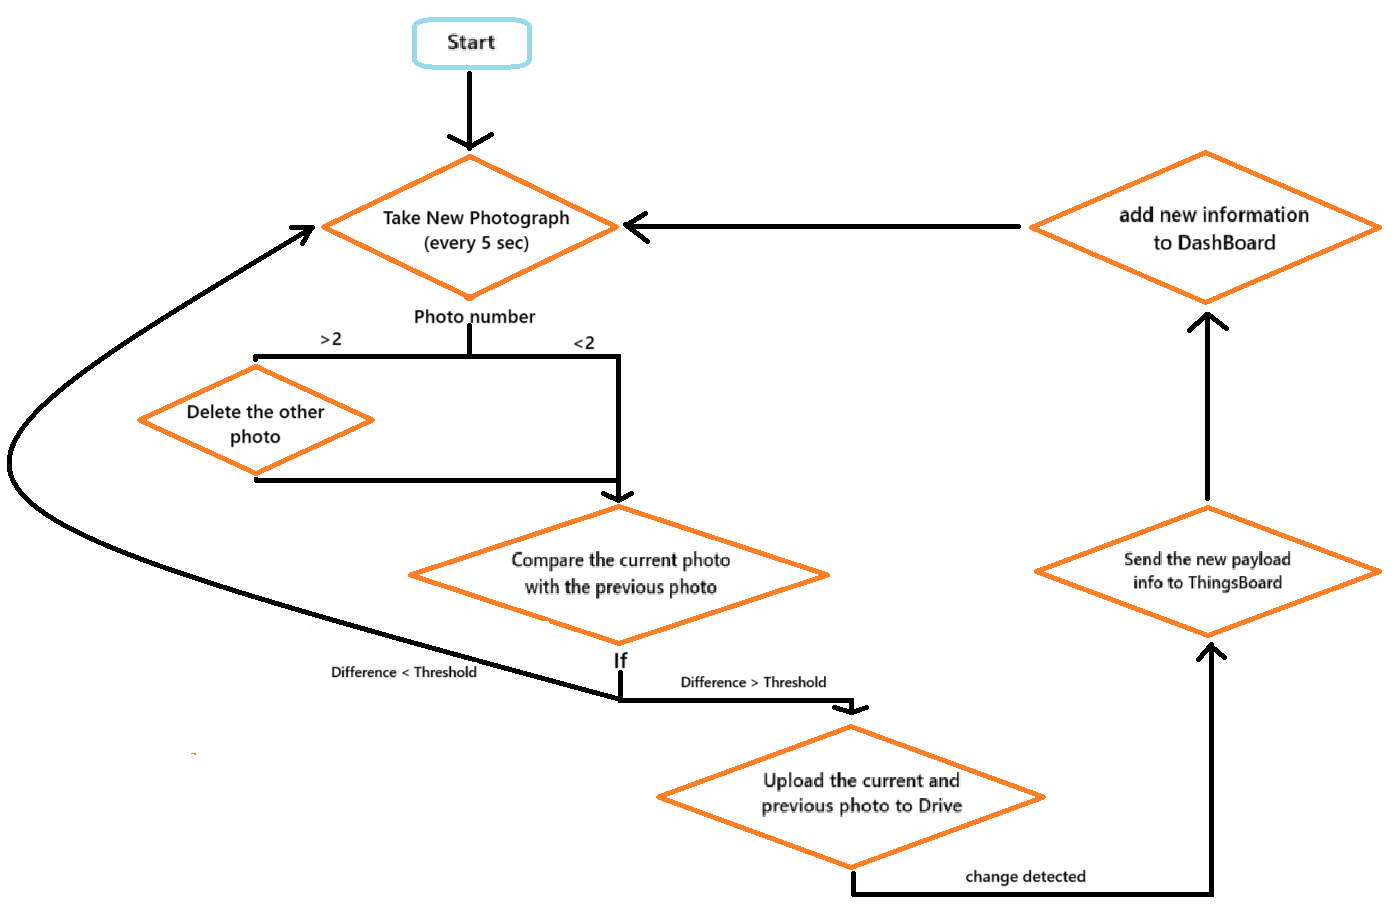 Start
Take New Photograph
(every 5 sec)
add new information
to DashBoard
Photo number
>2
<2
Delete the other
photo
Compare the current photo
with the previous photo
Send the new payload
info to ThingsBoard
If
Difference < Threshold
Difference > Threshold
Upload the current and
previous photo to Drive
change detected